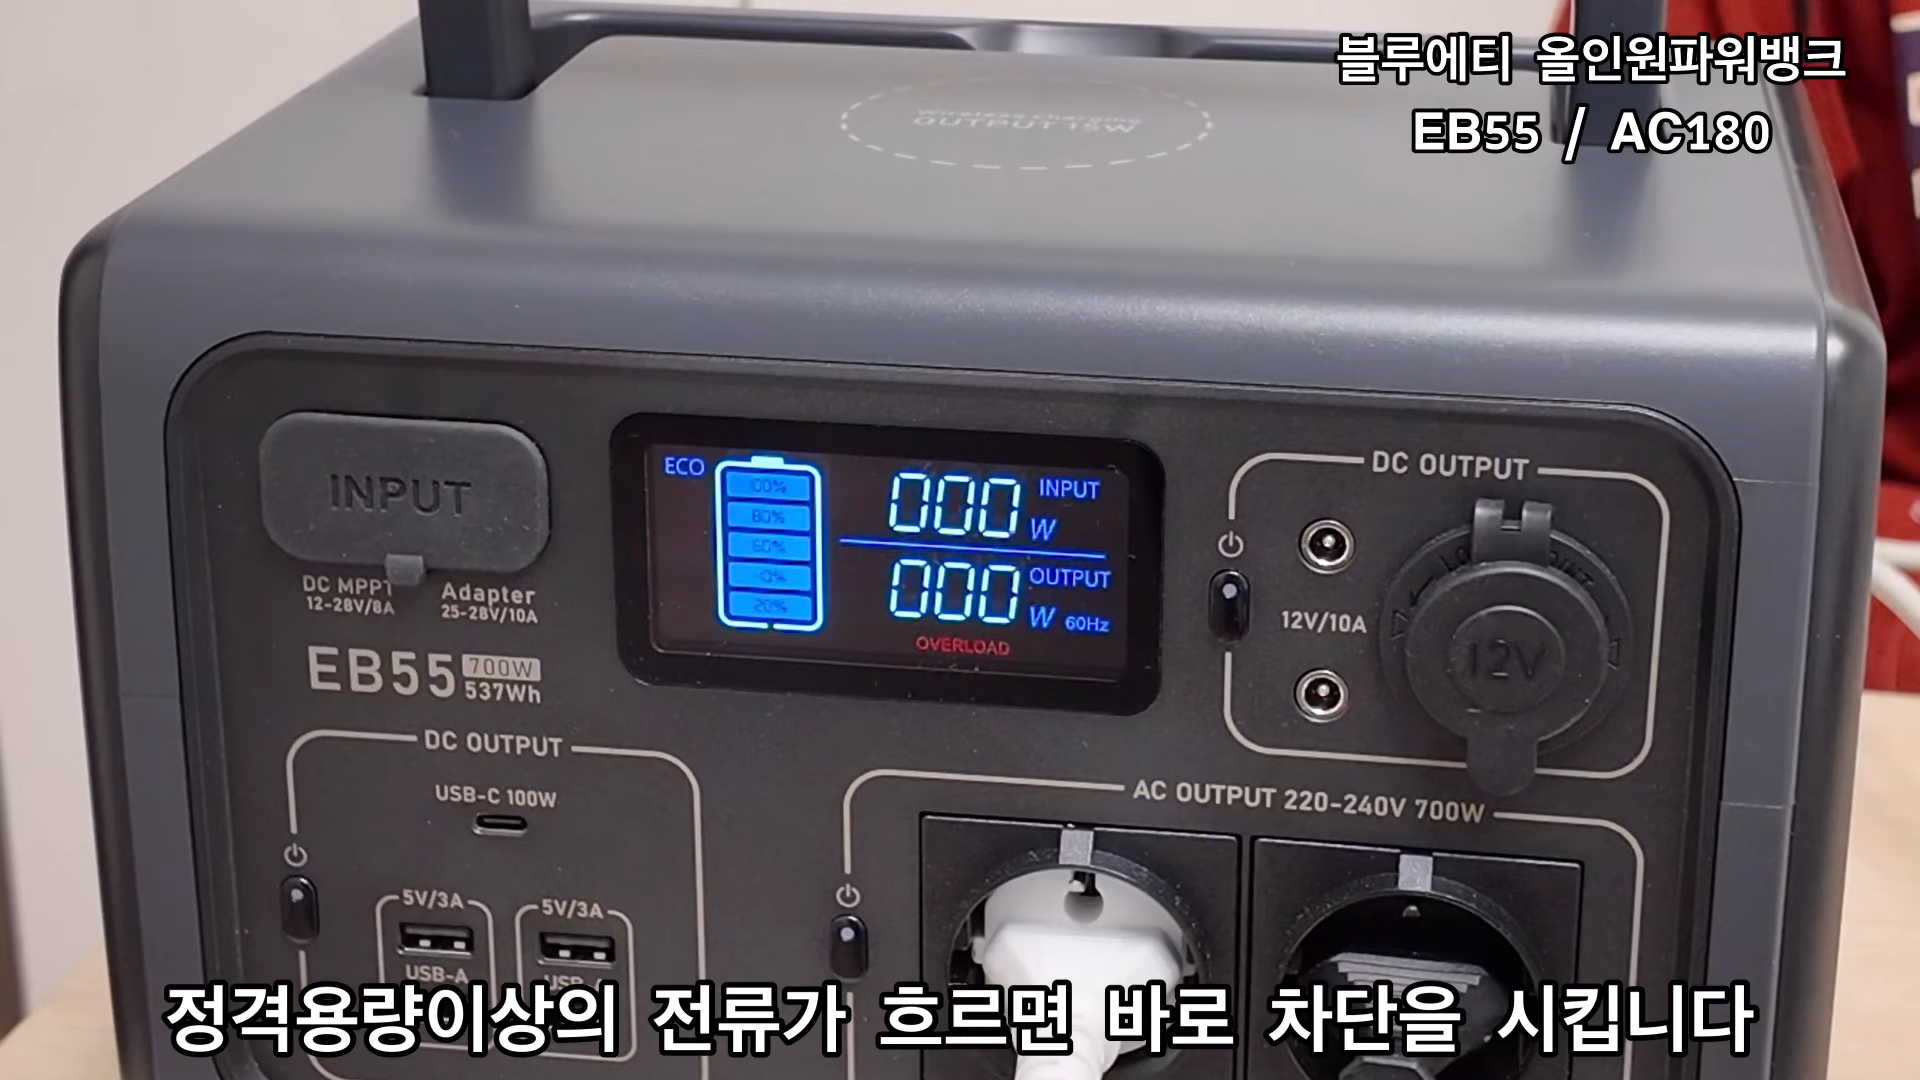 블루에티 올인원파워뱅크
EB55 / AC180
Wireless Charging
OUTPUT 15W
INPUT
DC MPPT
12-28V/8A
Adapter
25-28V/10A
EB55
700W
537Wh
ECO
100%
80%
60%
20%
000 INPUT
W
000 OUTPUT
W 60Hz
OVERLOAD
DC OUTPUT
12V/10A
12V
DC OUTPUT
USB-C 100W
5V/3A
5V/3A
USB-A
AC OUTPUT 220-240V 700W
정격용량이상의 전류가 흐르면 바로 차단을 시킵니다